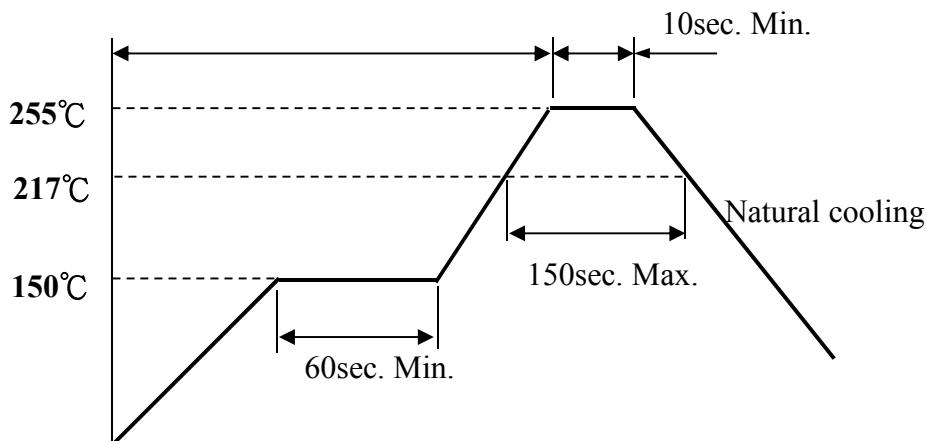 10sec. Min.
255℃
217℃
Natural cooling
150℃
150sec. Max.
60sec. Min.